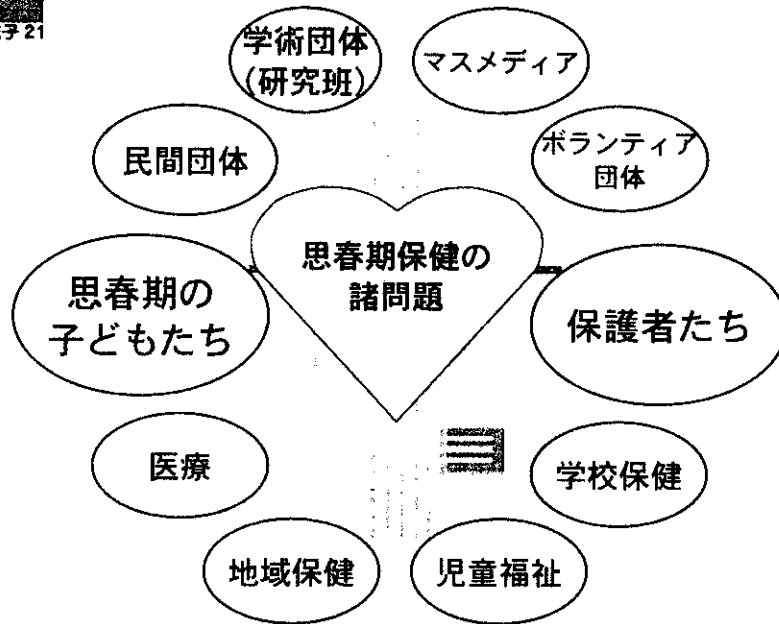 子 21
学術団体
(研究班)
マスメディア
民間団体
ボランティア
団体
思春期保健の
諸問題
思春期の
子どもたち
保護者たち
医療
学校保健
地域保健
児童福祉